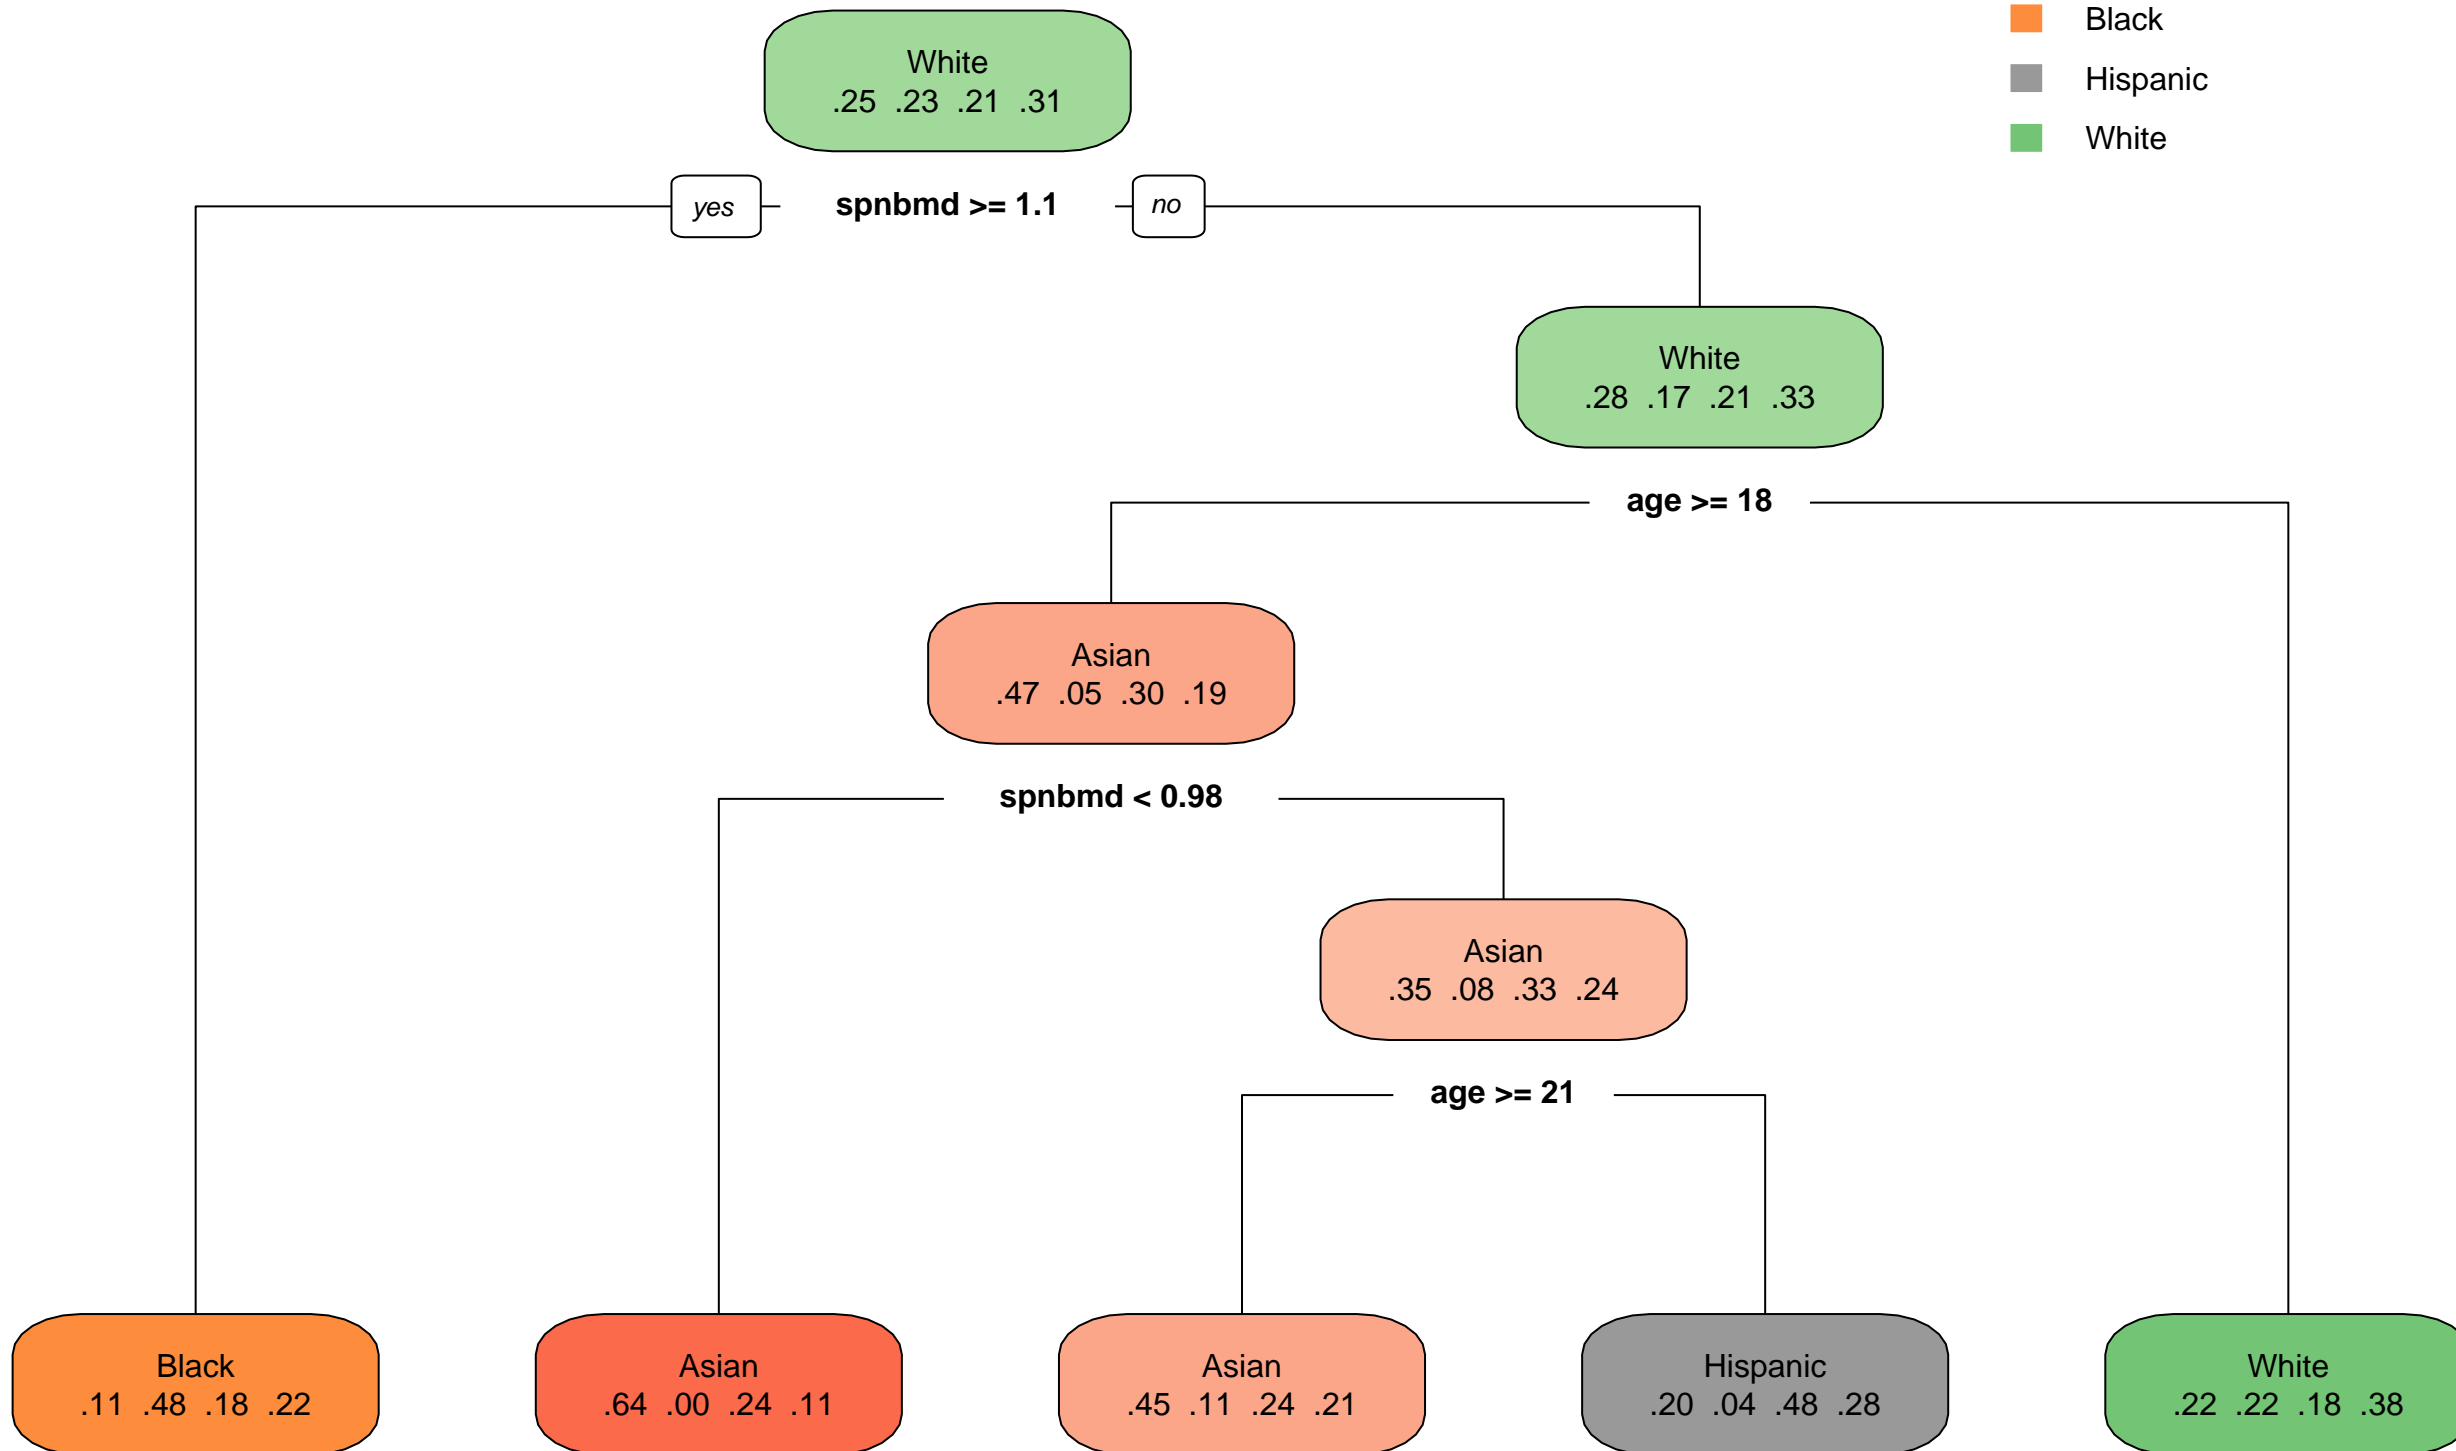 Black
Hispanic
White
White
.25 .23 .21 .31
yes
spnbmd >= 1.1
no
White
.28 .17 .21 .33
age >= 18
Asian
.47 .05 .30 .19
spnbmd < 0.98
Asian
.35 .08 .33 .24
age >= 21
Black
.11 .48 .18 .22
Asian
.64 .00 .24 .11
Asian
.45 .11 .24 .21
Hispanic
.20 .04 .48 .28
White
.22 .22 .18 .38